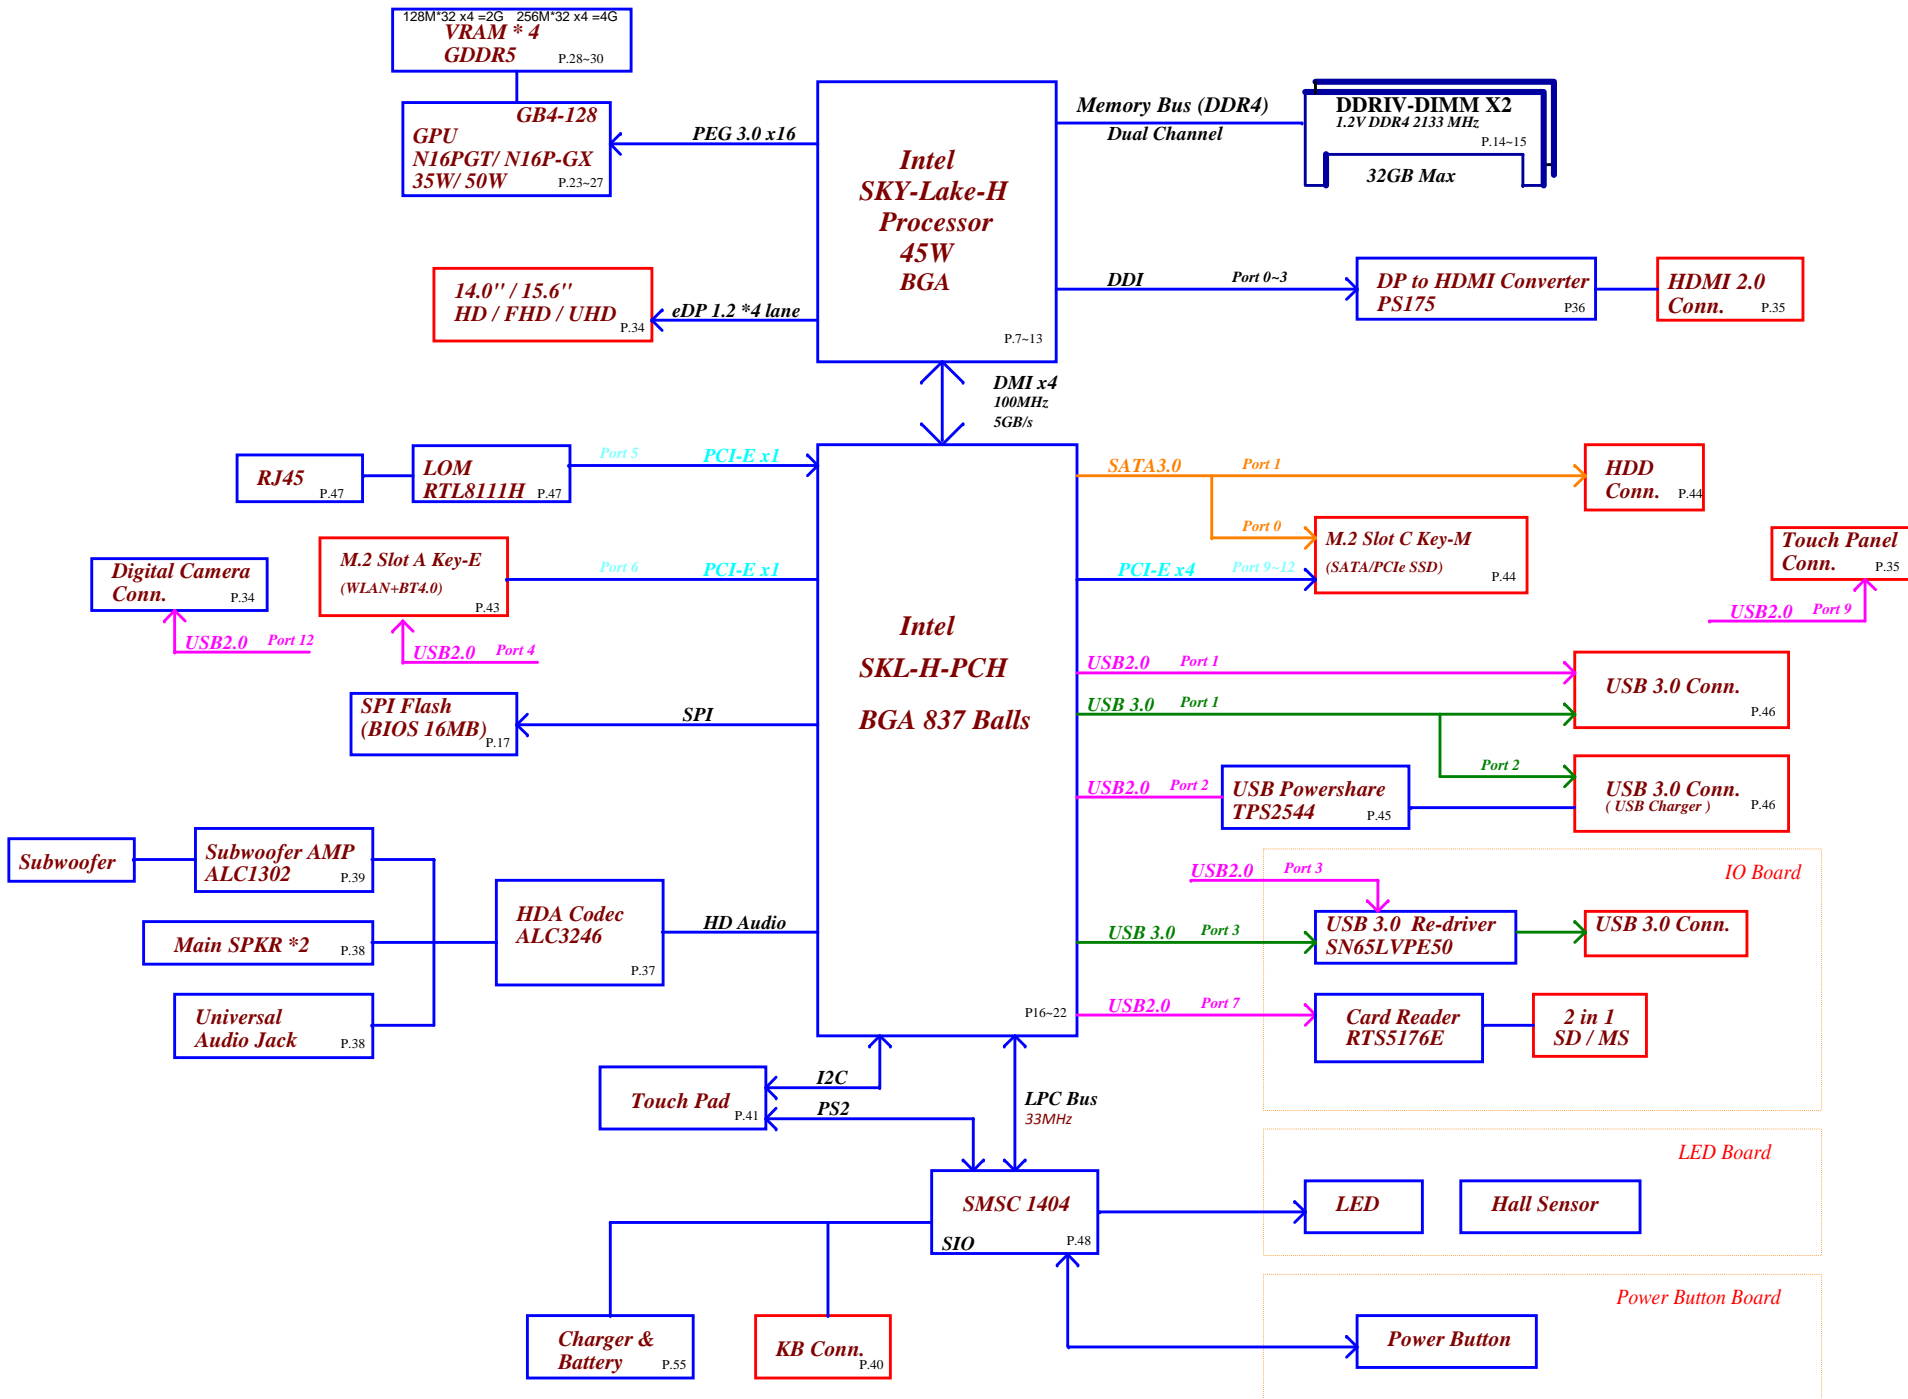 128M*32 x4 =2G 256M*32 x4 =4G
VRAM * 4
GDDR5
P.28~30
GB4-128
GPU
N16PGT/ N16P-GX
35W/ 50W
P.23~27
PEG 3.0 x16
Intel
SKY-Lake-H
Processor
45W
BGA
P.7~13
Memory Bus (DDR4)
Dual Channel
DDRIV-DIMM X2
1.2V DDR4 2133 MHz
P.14~15
32GB Max
14.0" / 15.6"
HD / FHD / UHD
P.34
eDP 1.2 *4 lane
DDI
Port 0~3
DP to HDMI Converter
PS175
P36
HDMI 2.0
Conn.
P.35
DMI x4
100MHz
5GB/s
RJ45
P.47
LOM
RTL8111H
P.47
Port 5
PCI-E x1
SATA3.0
Port 1
HDD
Conn.
P.44
Port 0
M.2 Slot C Key-M
(SATA/PCIe SSD)
P.44
PCI-E x4
Port 9~12
Touch Panel
Conn.
P.35
USB2.0
Port 9
Digital Camera
Conn.
P.34
USB2.0
Port 12
M.2 Slot A Key-E
(WLAN+BT4.0)
P.43
Port 6
PCI-E x1
USB2.0
Port 4
Intel
SKL-H-PCH
BGA 837 Balls
P16~22
USB2.0
Port 1
USB 3.0
Port 1
USB 3.0 Conn.
P.46
SPI Flash
(BIOS 16MB)
P.17
SPI
Port 2
USB2.0
Port 2
USB Powershare
TPS2544
P.45
USB 3.0 Conn.
( USB Charger )
P.46
Subwoofer
Subwoofer AMP
ALC1302
P.39
Main SPKR *2
P.38
Universal
Audio Jack
P.38
HDA Codec
ALC3246
P.37
HD Audio
IO Board
USB2.0
Port 3
USB 3.0
Port 3
USB 3.0 Re-driver
SN65LVPE50
USB 3.0 Conn.
USB2.0
Port 7
Card Reader
RTS5176E
2 in 1
SD / MS
Touch Pad
P.41
I2C
PS2
LPC Bus
33MHz
LED Board
LED
Hall Sensor
SMSC 1404
SIO
P.48
Power Button Board
Power Button
Charger &
Battery
P.55
KB Conn.
P.40